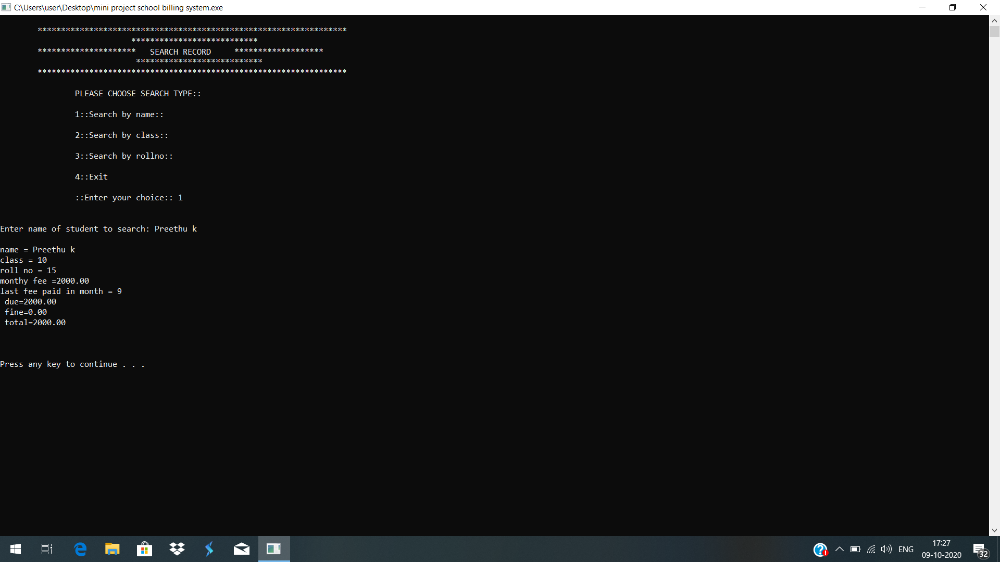 C:\Users\user\Desktop\mini project school billing system.exe
******************************************************************
***************************
*********************   SEARCH RECORD     *******************
***************************
******************************************************************
PLEASE CHOOSE SEARCH TYPE::
1::Search by name::
2::Search by class::
3::Search by rollno::
4::Exit
::Enter your choice:: 1
Enter name of student to search: Preethu k
name = Preethu k
class = 10
roll no = 15
monthy fee =2000.00
last fee paid in month = 9
due=2000.00
fine=0.00
total=2000.00
Press any key to continue . . .
ENG
17:27
09-10-2020
32